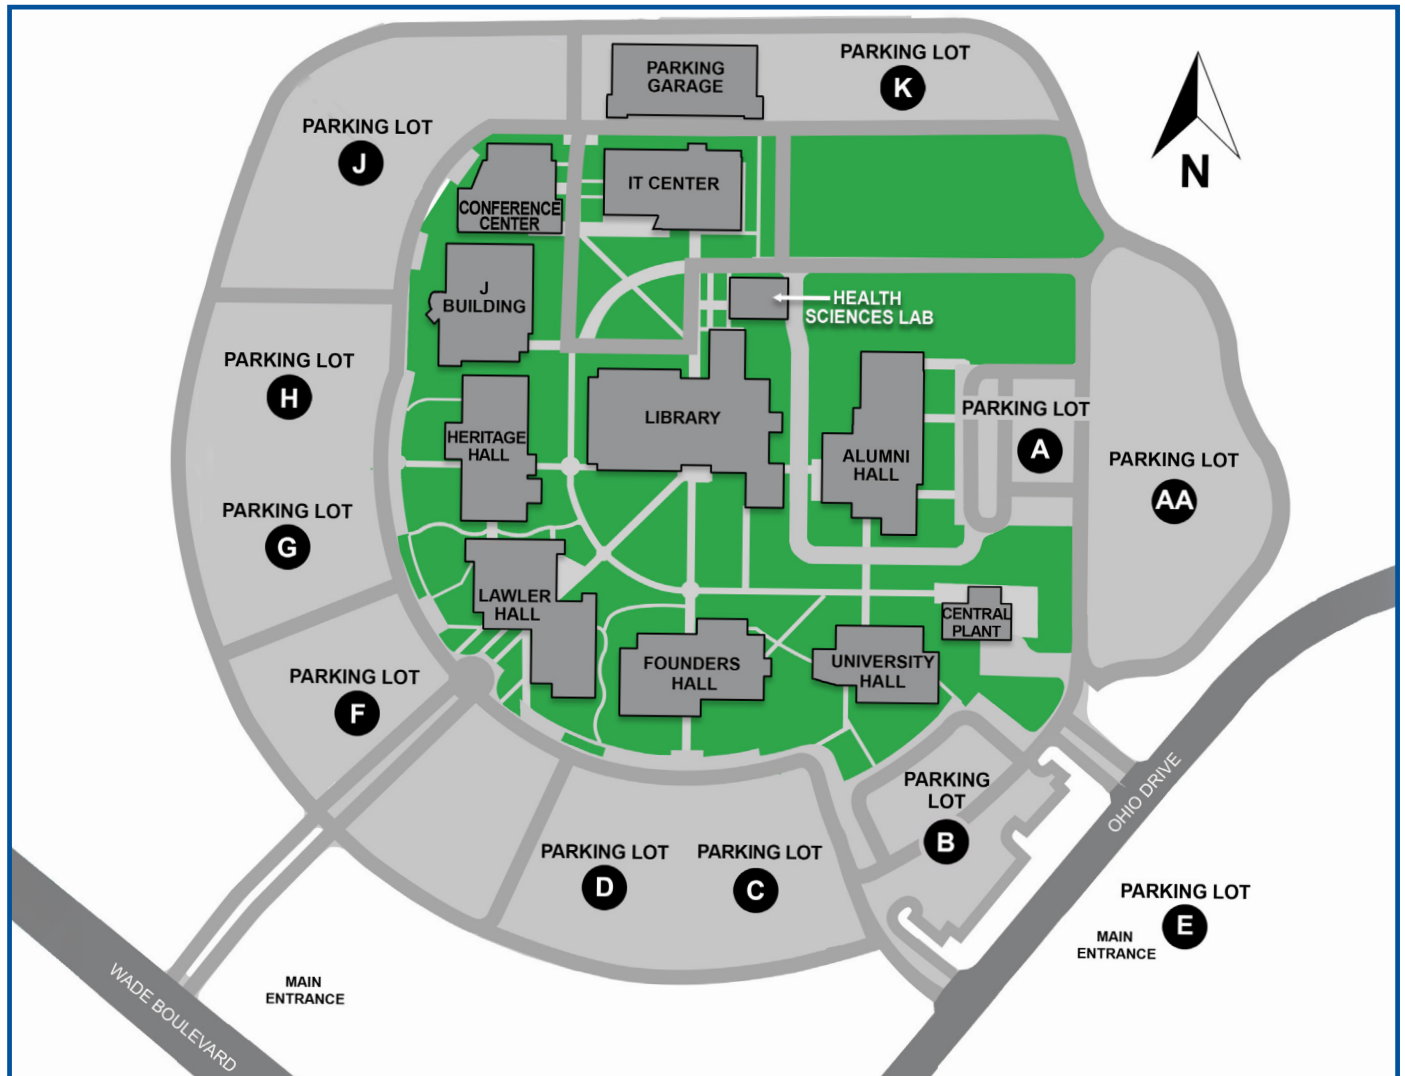 PARKING LOT
K
PARKING
GARAGE
PARKING LOT
J
N
IT CENTER
CONFERENCE
CENTER
J
BUILDING
HEALTH
SCIENCES LAB
PARKING LOT
H
LIBRARY
PARKING LOT
A
HERITAGE
HALL
ALUMNI
HALL
PARKING LOT
AA
PARKING LOT
G
LAWLER
HALL
CENTRAL
PLANT
FOUNDERS
HALL
UNIVERSITY
HALL
PARKING LOT
F
PARKING
LOT
B
OHIO DRIVE
PARKING LOT
D
PARKING LOT
C
PARKING LOT
E
MAIN
ENTRANCE
MAIN
ENTRANCE
WADE BOULEVARD